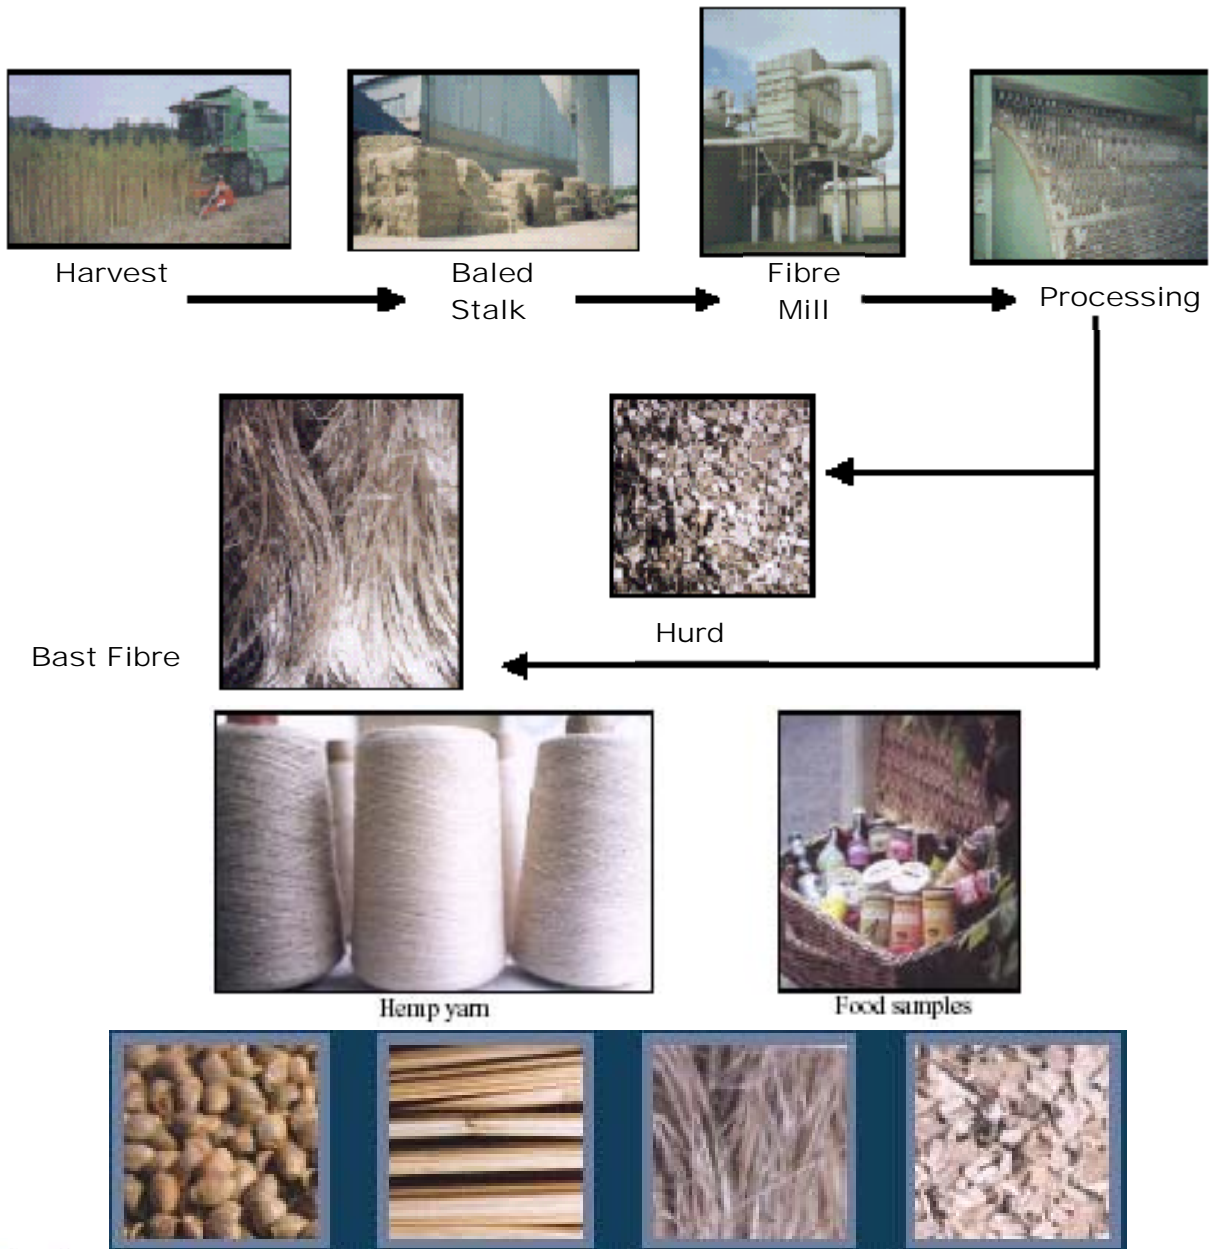 Harvest
Baled
Stalk
Fibre
Mill
Processing
Hurd
Bast Fibre
Hemp yarn
Food samples